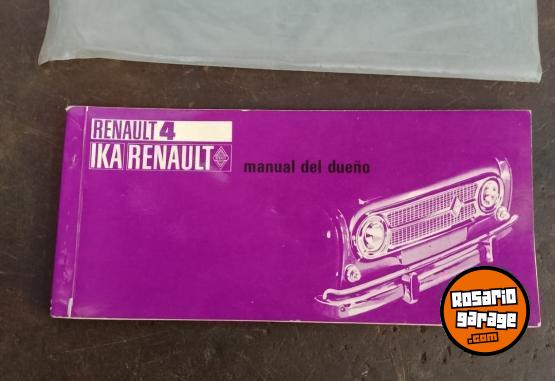 RENAULT 4
IKA RENAULT
manual del dueño
Rosario
garage
.com